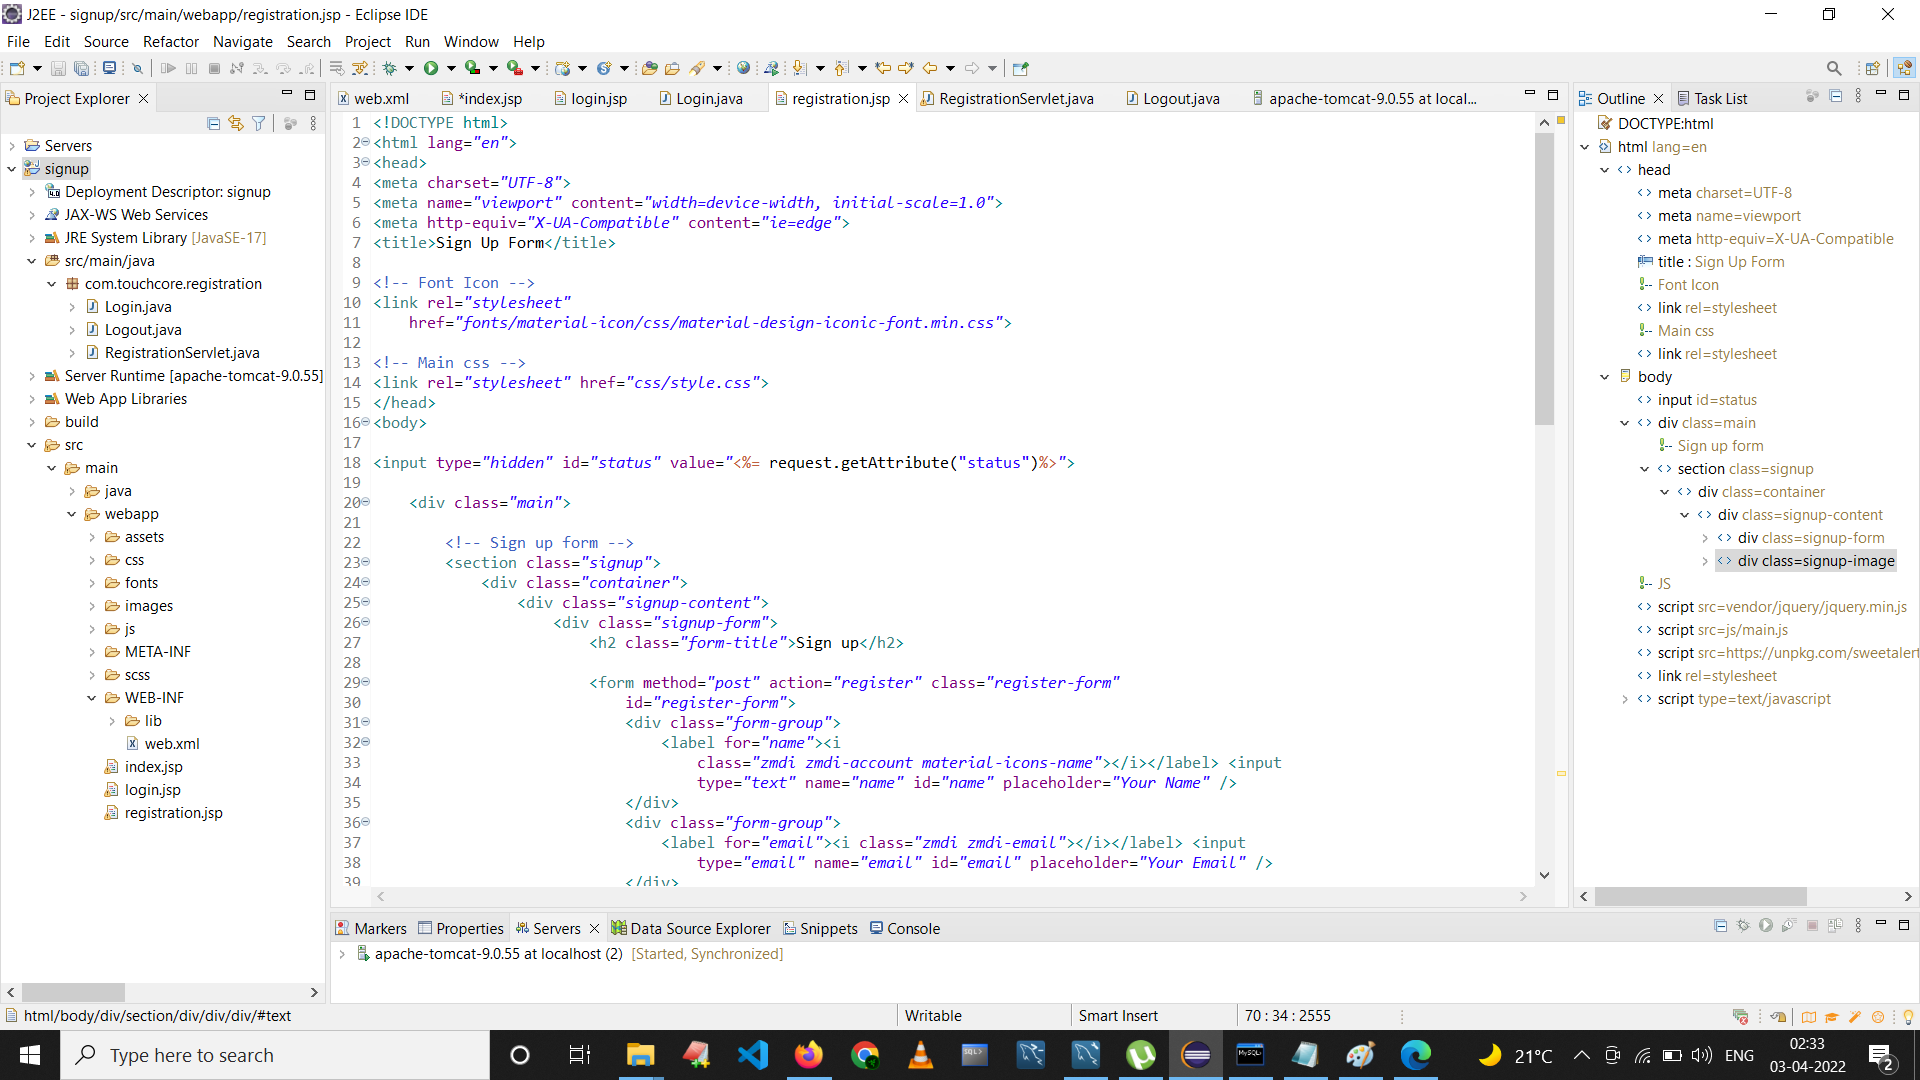 J2EE - signup/src/main/webapp/registration.jsp - Eclipse IDE
File Edit Source Refactor Navigate Search Project Run Window Help
Project Explorer
Servers
signup
Deployment Descriptor: signup
JAX-WS Web Services
JRE System Library [JavaSE-17]
src/main/java
com.touchcore.registration
Login.java
Logout.java
RegistrationServlet.java
Server Runtime [apache-tomcat-9.0.55]
Web App Libraries
build
src
main
java
webapp
assets
css
fonts
images
js
META-INF
scss
WEB-INF
lib
web.xml
index.jsp
login.jsp
registration.jsp
web.xml *index.jsp login.jsp Login.java registration.jsp RegistrationServlet.java Logout.java apache-tomcat-9.0.55 at local...
1 <!DOCTYPE html>
2 <html lang="en">
3 <head>
4 <meta charset="UTF-8">
5 <meta name="viewport" content="width=device-width, initial-scale=1.0">
6 <meta http-equiv="X-UA-Compatible" content="ie=edge">
7 <title>Sign Up Form</title>
8
9 <!-- Font Icon -->
10 <link rel="stylesheet"
11 href="fonts/material-icon/css/material-design-iconic-font.min.css">
12
13 <!-- Main css -->
14 <link rel="stylesheet" href="css/style.css">
15 </head>
16 <body>
17
18 <input type="hidden" id="status" value="<%= request.getAttribute("status")%>">
19
20 <div class="main">
21
22 <!-- Sign up form -->
23 <section class="signup">
24 <div class="container">
25 <div class="signup-content">
26 <div class="signup-form">
27 <h2 class="form-title">Sign up</h2>
28
29 <form method="post" action="register" class="register-form"
30 id="register-form">
31 <div class="form-group">
32 <label for="name"><i
33 class="zmdi zmdi-account material-icons-name"></i></label> <input
34 type="text" name="name" id="name" placeholder="Your Name" />
35 </div>
36 <div class="form-group">
37 <label for="email"><i class="zmdi zmdi-email"></i></label> <input
38 type="email" name="email" id="email" placeholder="Your Email" />
39 </div>
Outline Task List
DOCTYPE:html
html lang=en
head
meta charset=UTF-8
meta name=viewport
meta http-equiv=X-UA-Compatible
title : Sign Up Form
Font Icon
link rel=stylesheet
Main css
link rel=stylesheet
body
input id=status
div class=main
Sign up form
section class=signup
div class=container
div class=signup-content
div class=signup-form
div class=signup-image
JS
script src=vendor/jquery/jquery.min.js
script src=js/main.js
script src=https://unpkg.com/sweetalert
link rel=stylesheet
script type=text/javascript
Markers Properties Servers Data Source Explorer Snippets Console
apache-tomcat-9.0.55 at localhost (2) [Started, Synchronized]
html/body/div/section/div/div/div/#text Writable Smart Insert 70 : 34 : 2555
Type here to search
SQL>
MySQL
21°C
ENG
02:33
03-04-2022
2